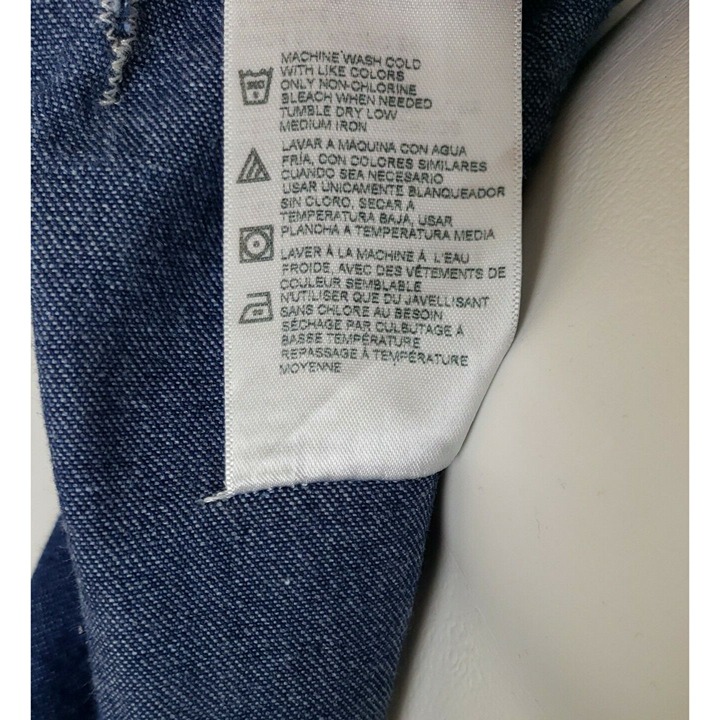 MACHINE WASH COLD
WITH LIKE COLORS
ONLY NON-CHLORINE
BLEACH WHEN NEEDED
TUMBLE DRY LOW
MEDIUM IRON
LAVAR A MAQUINA CON AGUA
FRÍA, CON COLORES SIMILARES
CUANDO SEA NECESARIO
USAR UNICAMENTE BLANQUEADOR
SIN CLORO, SECAR A
TEMPERATURA BAJA, USAR
PLANCHA A TEMPERATURA MEDIA
LAVER À LA MACHINE À L'EAU
FROIDE, AVEC DES VÊTEMENTS DE
COULEUR SEMBLABLE
N'UTILISER QUE DU JAVELLISANT
SANS CHLORE AU BESOIN
SÉCHAGE PAR CULBUTAGE À
BASSE TEMPÉRATURE
REPASSAGE À TEMPÉRATURE
MOYENNE